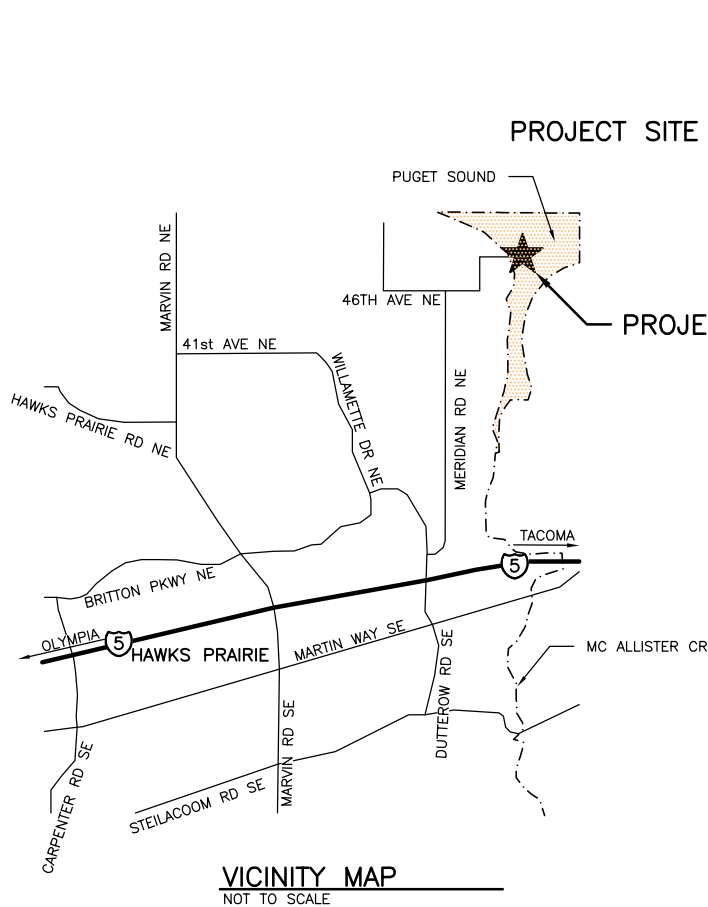 PROJECT SITE
PUGET SOUND
MARVIN RD NE
46TH AVE NE
PROJE
41st AVE NE
WILLAMETTE DR NE
MERIDIAN RD NE
HAWKS PRAIRIE RD NE
TACOMA
5
BRITTON PKWY NE
OLYMPIA
5
HAWKS PRAIRIE
MARTIN WAY SE
MC ALLISTER CR
DUTTEROW RD SE
MARVIN RD SE
CARPENTER RD SE
STEILACOOM RD SE
VICINITY MAP
NOT TO SCALE